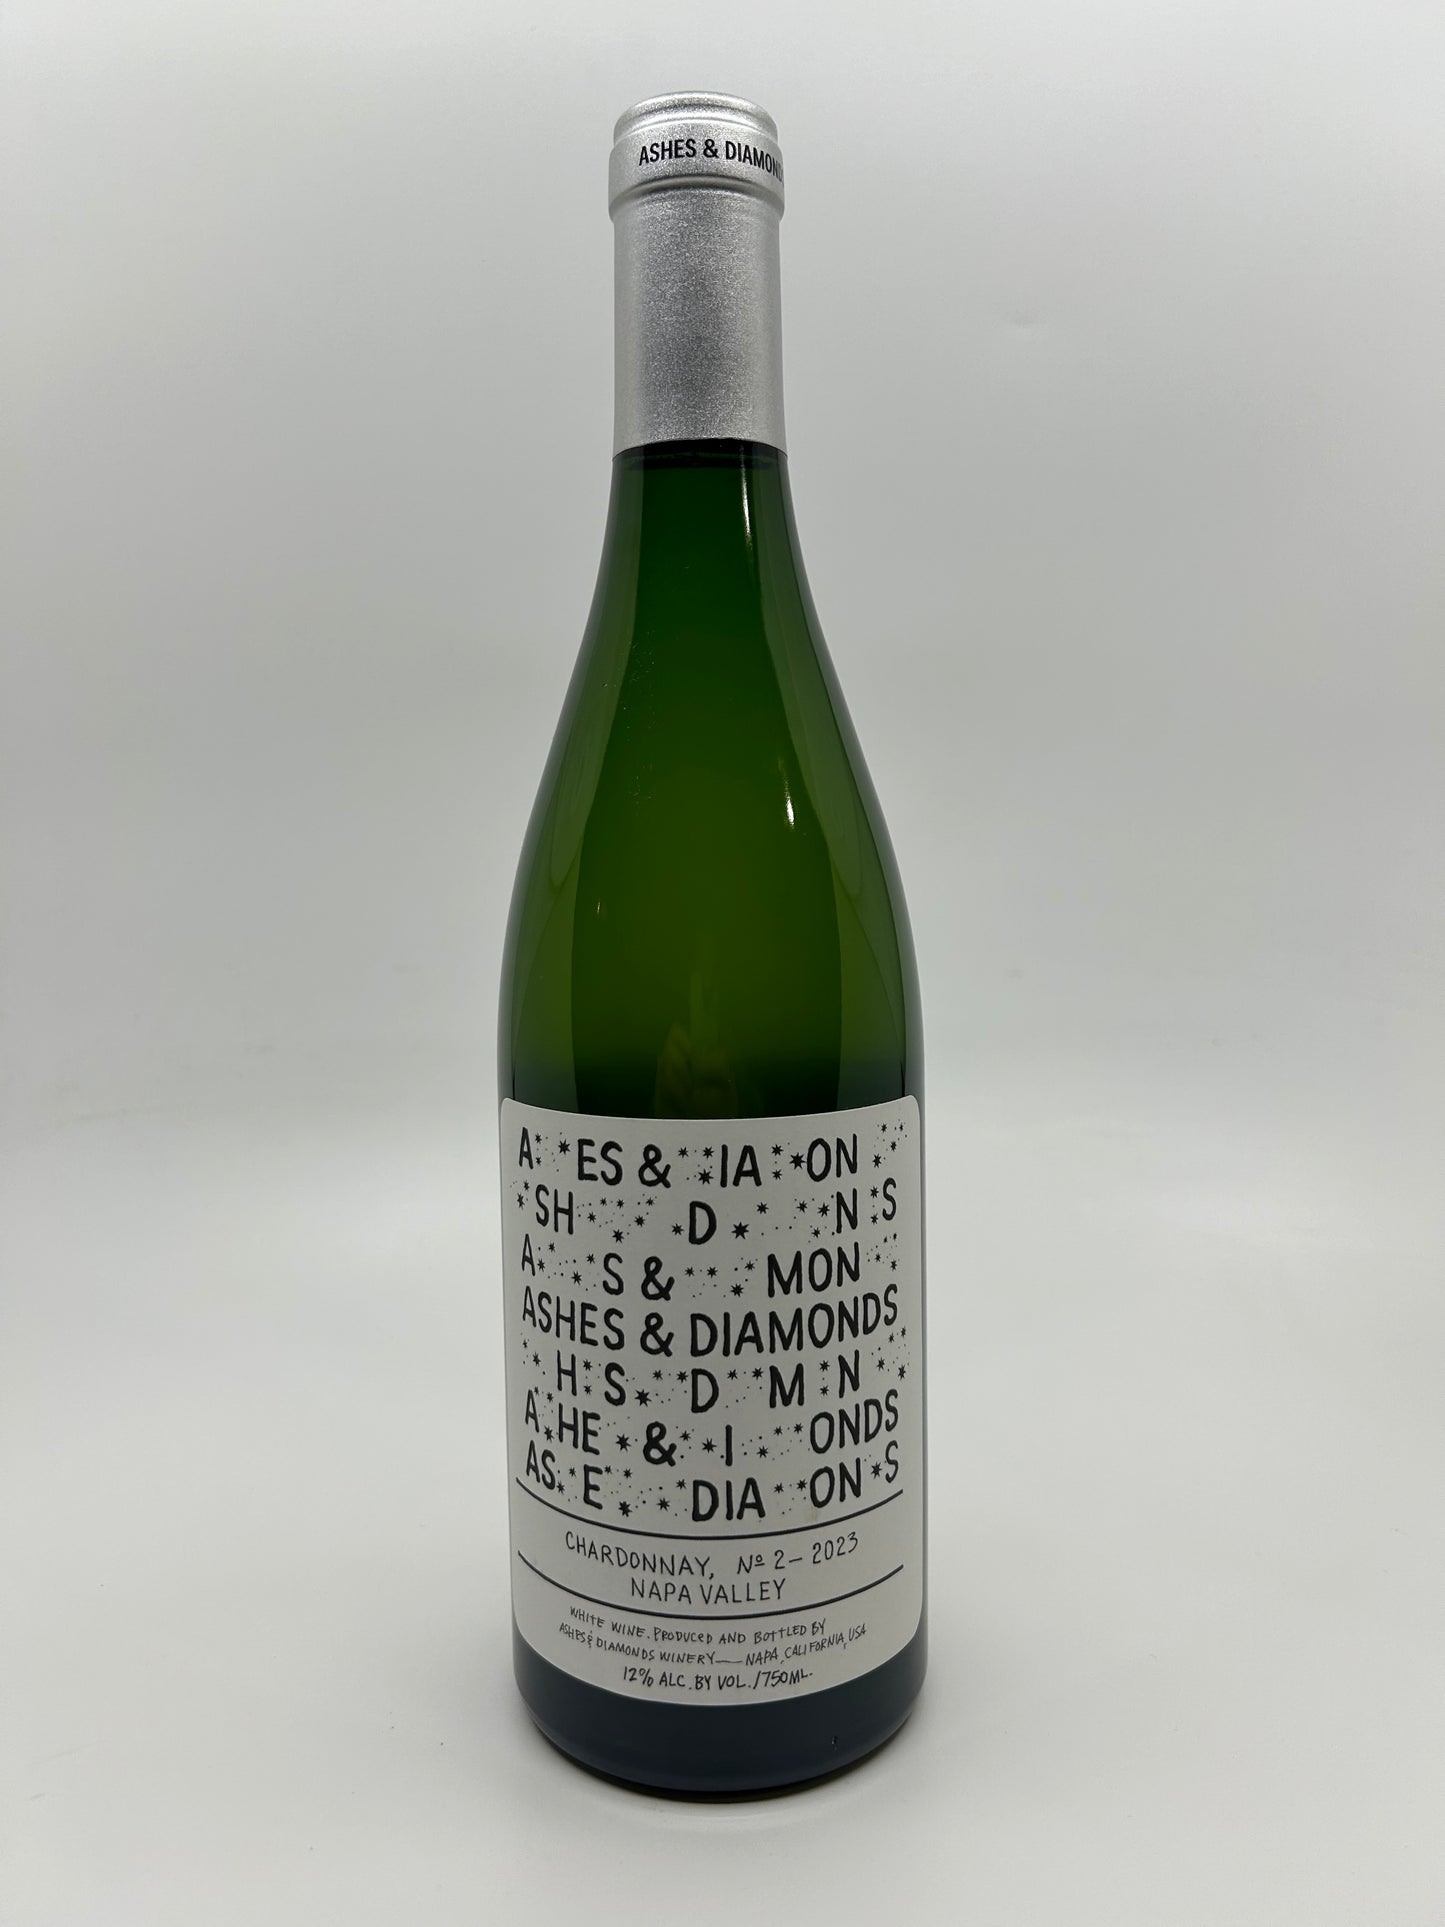 ASHES & DIAMOND
A ES & IA ON
SH D N S
A S & MON
ASHES & DIAMONDS
H S D M N
A HE & I ONDS
AS E DIA ON S
CHARDONNAY, Nº 2 – 2023
NAPA VALLEY
WHITE WINE. PRODUCED AND BOTTLED BY
ASHES & DIAMONDS WINERY — NAPA, CALIFORNIA, USA
12% ALC. BY VOL. / 750ML.